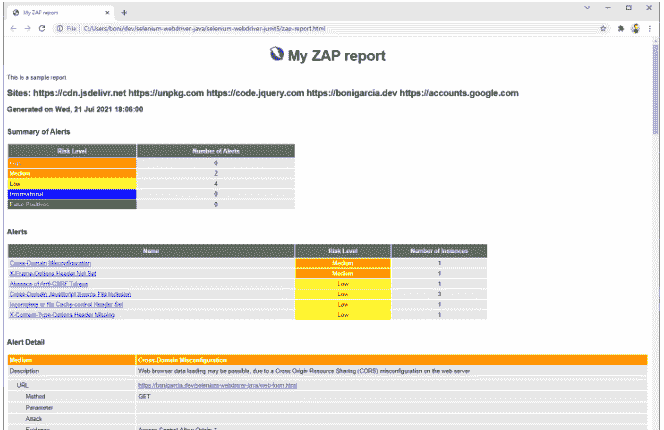 My ZAP report
File C:/Users/boni/dev/selenium-webdriver-java/selenium-webdriver-junit5/zap-report.html
My ZAP report
This is a sample report
Sites: https://cdn.jsdelivr.net https://unpkg.com https://code.jquery.com https://bonigarcia.dev https://accounts.google.com
Generated on Wed, 21 Jul 2021 18:06:00
Summary of Alerts
Risk Level Number of Alerts
0
Medium 2
Low 4
Informational 0
False Positives 0
Alerts
Name Risk Level Number of Instances
Cross-Domain Misconfiguration Medium 1
X-Frame-Options Header Not Set Medium 1
Absence of Anti-CSRF Tokens Low 1
Cross-Domain JavaScript Source File Inclusion Low 3
Incomplete or No Cache-control Header Set Low 1
X-Content-Type-Options Header Missing Low 1
Alert Detail
Medium Cross-Domain Misconfiguration
Description Web browser data loading may be possible, due to a Cross Origin Resource Sharing (CORS) misconfiguration on the web server
URL https://bonigarcia.dev/selenium-webdriver-java/web-form.html
Method GET
Parameter
Attack
Evidence Access-Control-Allow-Origin: *